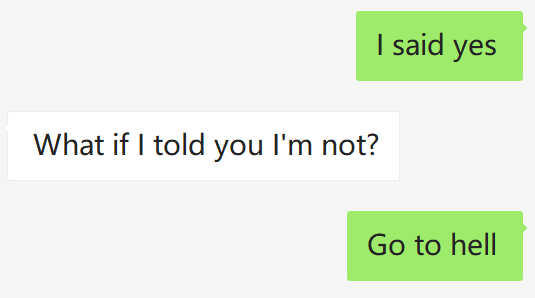 I said yes
What if I told you I'm not?
Go to hell